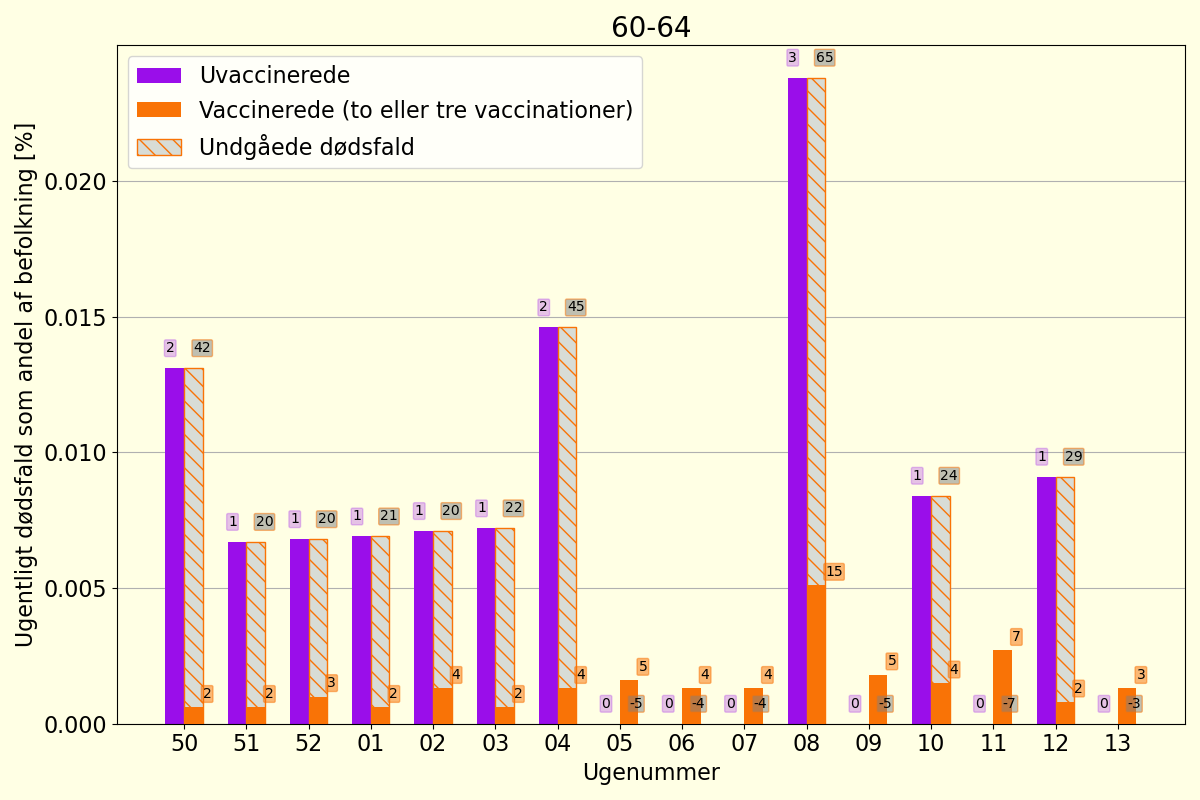 60-64
Uvaccinerede
Vaccinerede (to eller tre vaccinationer)
Undgåede dødsfald
Ugentligt dødsfald som andel af befolkning [%]
0.020
0.015
0.010
0.005
0.000
2 42 2
1 20 2
1 20 3
1 21 2
1 20 4
1 22 2
2 45 4
0 5 -5
0 4 -4
0 4 -4
3 65 15
0 5 -5
1 24 4
0 7 -7
1 29 2
0 3 -3
50 51 52 01 02 03 04 05 06 07 08 09 10 11 12 13
Ugenummer